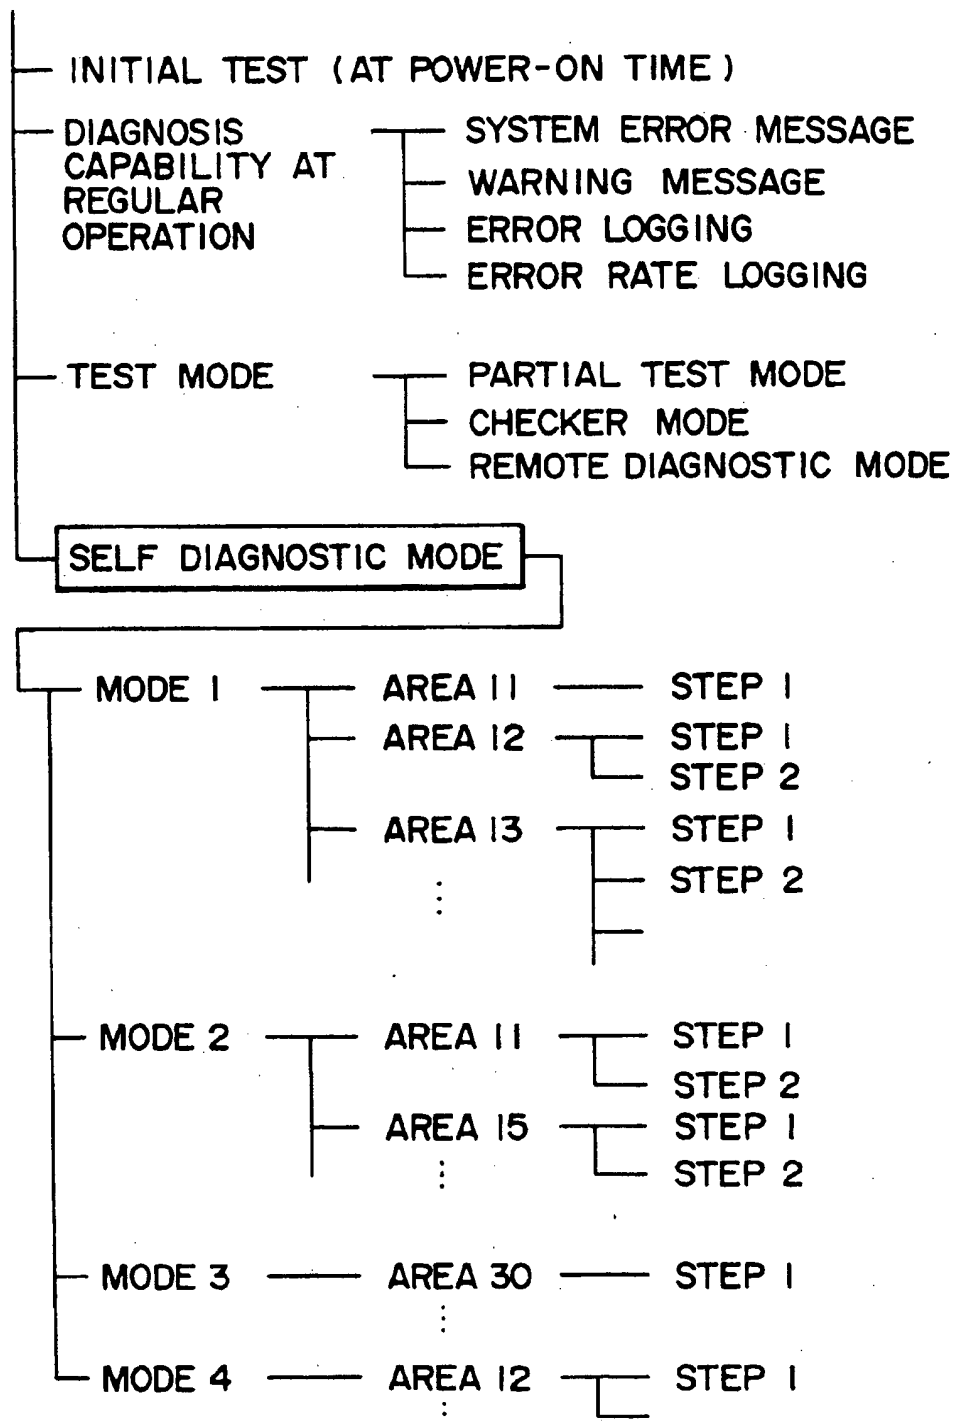 INITIAL TEST (AT POWER-ON TIME)
DIAGNOSIS
CAPABILITY AT
REGULAR
OPERATION
SYSTEM ERROR MESSAGE
WARNING MESSAGE
ERROR LOGGING
ERROR RATE LOGGING
TEST MODE
PARTIAL TEST MODE
CHECKER MODE
REMOTE DIAGNOSTIC MODE
SELF DIAGNOSTIC MODE
MODE 1 AREA 11 STEP 1
AREA 12 STEP 1
STEP 2
AREA 13 STEP 1
STEP 2
MODE 2 AREA 11 STEP 1
STEP 2
AREA 15 STEP 1
STEP 2
MODE 3 AREA 30 STEP 1
MODE 4 AREA 12 STEP 1